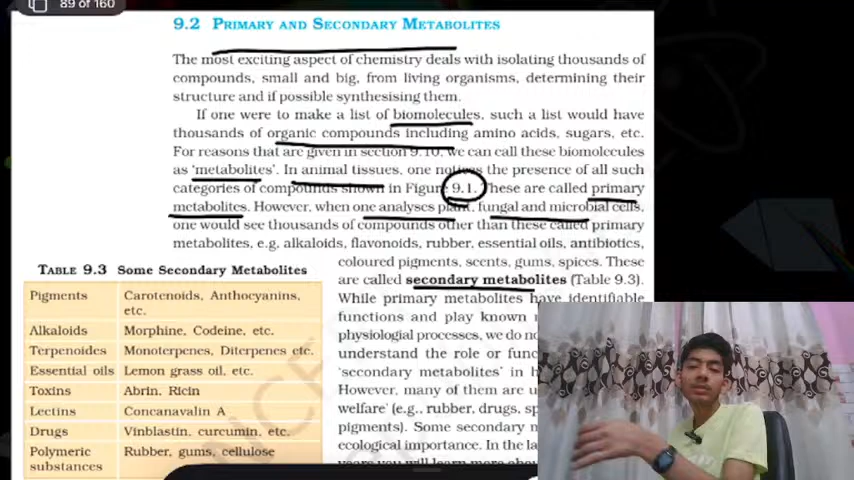 89 of 160
9.2 PRIMARY AND SECONDARY METABOLITES
The most exciting aspect of chemistry deals with isolating thousands of
compounds, small and big, from living organisms, determining their
structure and if possible synthesising them.
If one were to make a list of biomolecules, such a list would have
thousands of organic compounds including amino acids, sugars, etc.
For reasons that are given in section 9.10, we can call these biomolecules
as 'metabolites'. In animal tissues, one notices the presence of all such
categories of compounds shown in Figure 9.1. These are called primary
metabolites. However, when one analyses plant, fungal and microbial cells,
one would see thousands of compounds other than these called primary
metabolites, e.g. alkaloids, flavonoids, rubber, essential oils, antibiotics,
coloured pigments, scents, gums, spices. These
are called secondary metabolites (Table 9.3).
While primary metabolites have identifiable
functions and play known
physiologial processes, we do no
understand the role or func
'secondary metabolites' in h
However, many of them are u
welfare' (e.g., rubber, drugs, sp
pigments). Some secondary m
ecological importance. In the la
years you will learn more abou
TABLE 9.3 Some Secondary Metabolites
Pigments Carotenoids, Anthocyanins,
etc.
Alkaloids Morphine, Codeine, etc.
Terpenoides Monoterpenes, Diterpenes etc.
Essential oils Lemon grass oil, etc.
Toxins Abrin, Ricin
Lectins Concanavalin A
Drugs Vinblastin, curcumin, etc.
Polymeric Rubber, gums, cellulose
substances